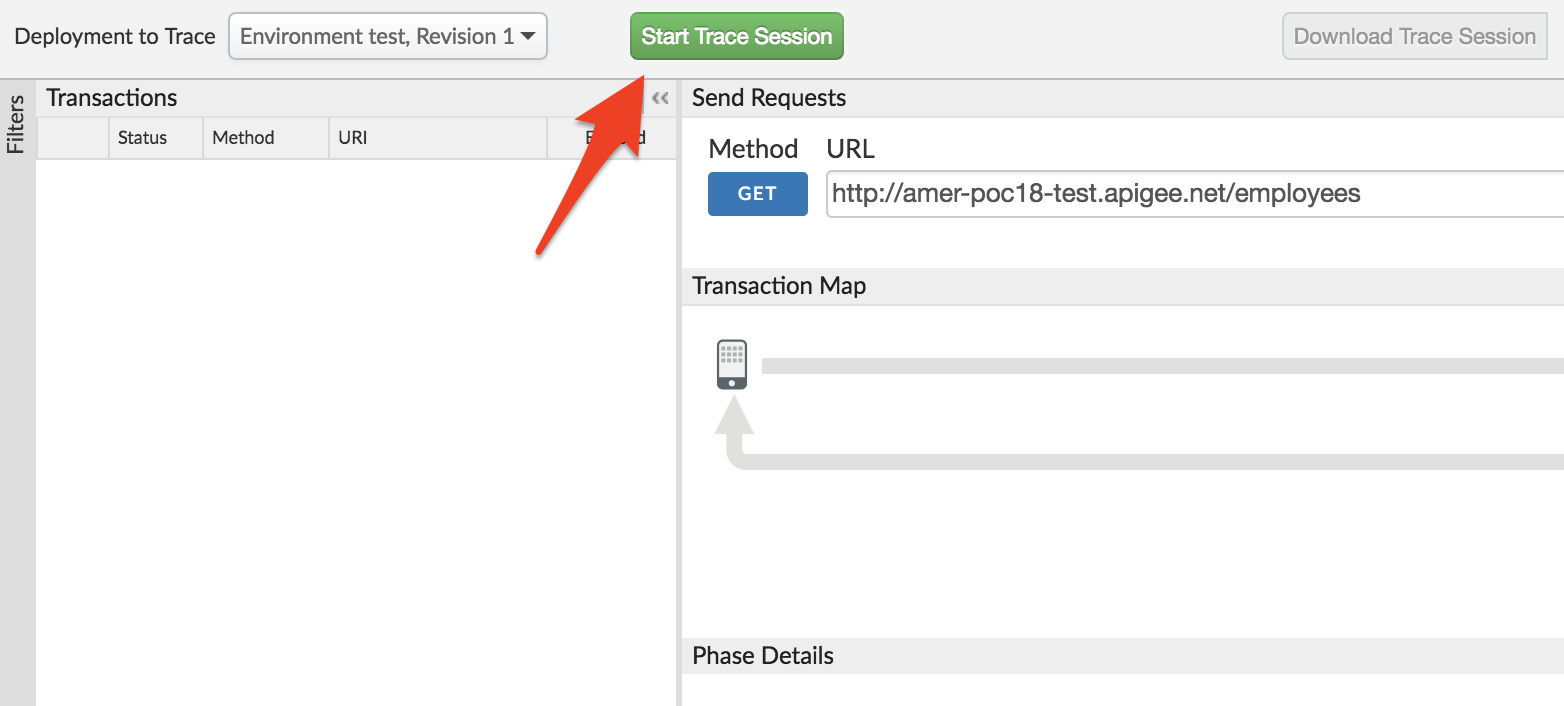 Deployment to Trace Environment test, Revision 1 Start Trace Session Download Trace Session
Filters
Transactions
Status Method URI
Send Requests
Method URL
GET http://amer-poc18-test.apigee.net/employees
Transaction Map
Phase Details